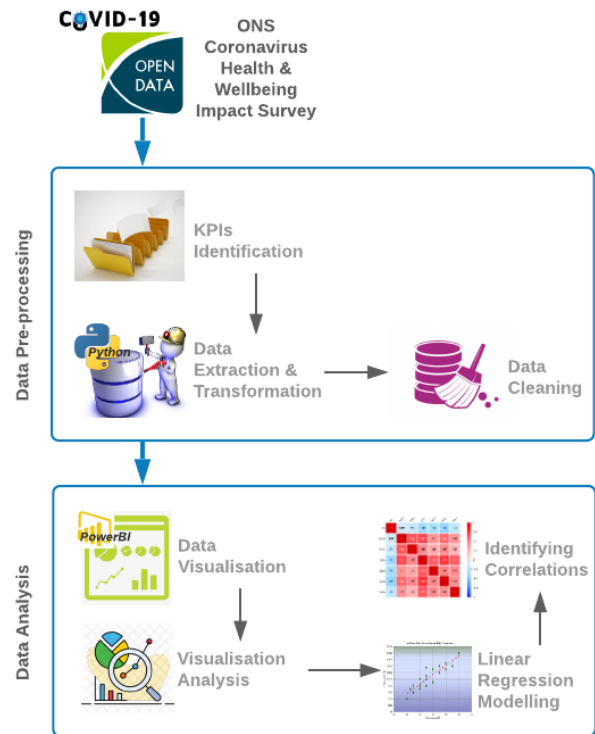 COVID-19
OPEN
DATA
ONS
Coronavirus
Health &
Wellbeing
Impact Survey
Data Pre-processing
KPIs
Identification
Python
Data
Extraction &
Transformation
Data
Cleaning
Data Analysis
PowerBI
Data
Visualisation
Identifying
Correlations
Visualisation
Analysis
Linear
Regression
Modelling